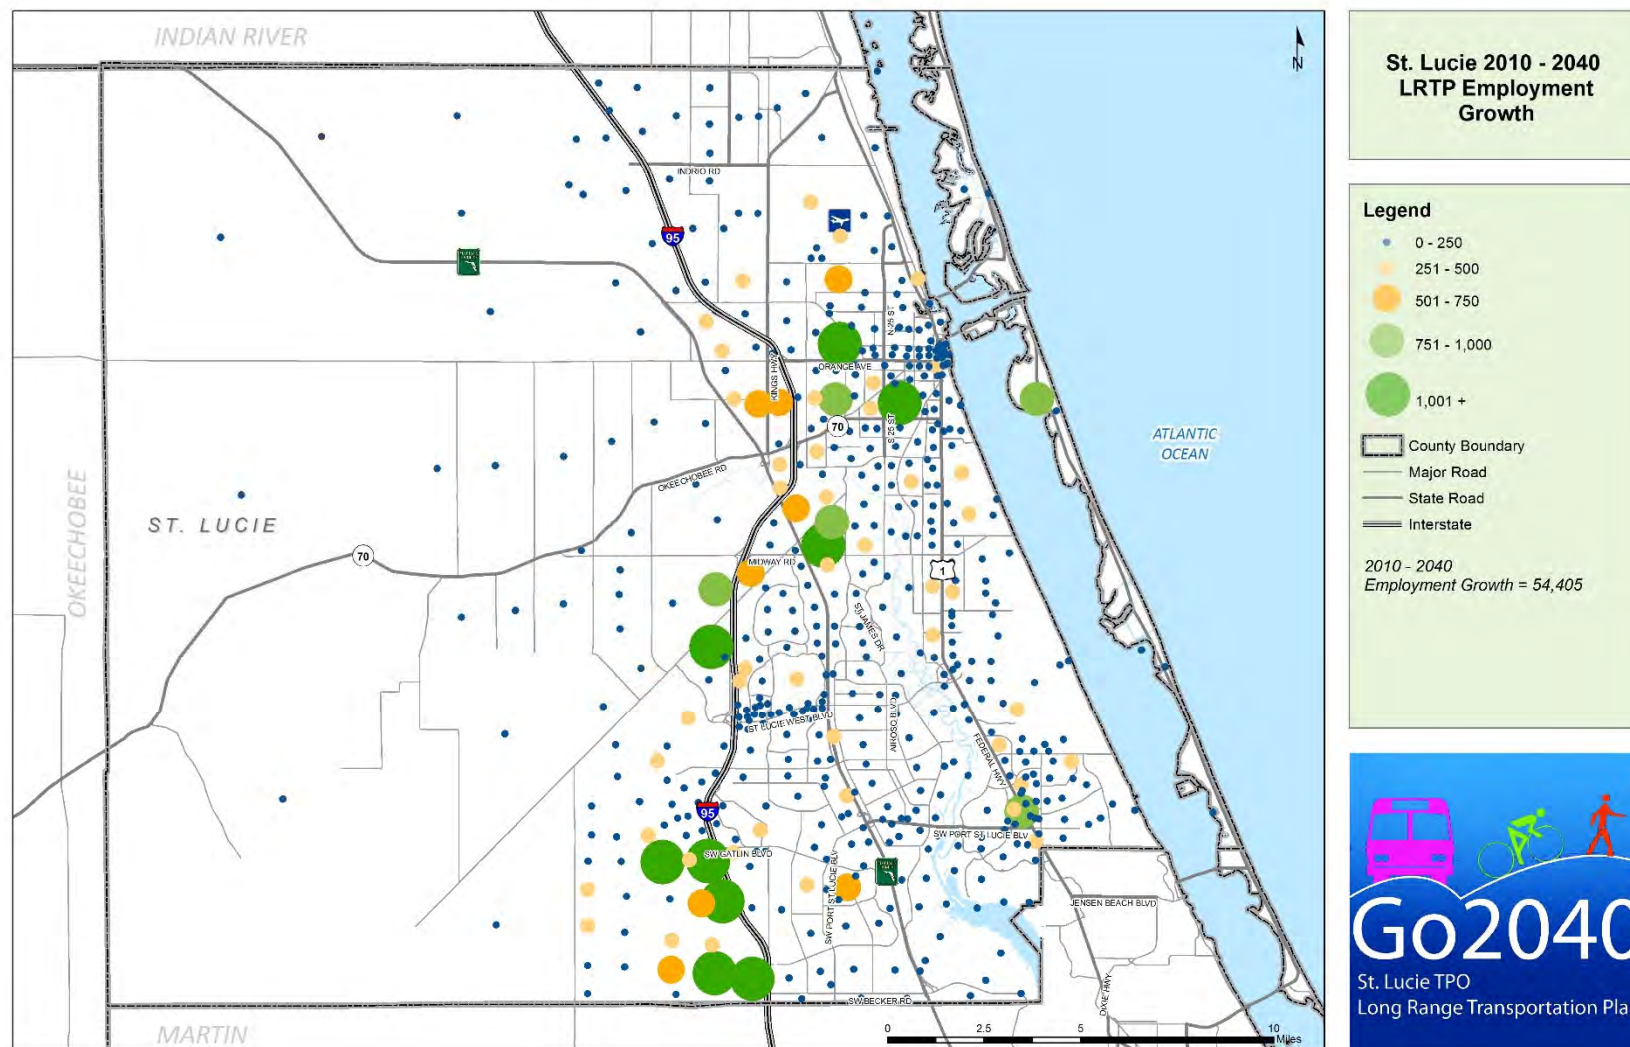 INDIAN RIVER
N
INDRIO RD
95
N 25 ST
KINGS HWY
ORANGE AVE
70
S 25 ST
OKEECHOBEE RD
ATLANTIC
OCEAN
OKEECHOBEE
ST. LUCIE
70
MIDWAY RD
1
ST. JAMES DR
ST LUCIE WEST BLVD
AIROSO BLVD
FEDERAL HWY
95
SW PORT ST LUCIE BLV
SW GATLIN BLVD
SW PORT ST LUCIE BLV
JENSEN BEACH BLVD
DIXIE HWY
SW BECKER RD
MARTIN
0 2.5 5 10
Miles
St. Lucie 2010 - 2040
LRTP Employment
Growth
Legend
0 - 250
251 - 500
501 - 750
751 - 1,000
1,001 +
County Boundary
Major Road
State Road
Interstate
2010 - 2040
Employment Growth = 54,405
Go2040
St. Lucie TPO
Long Range Transportation Pla